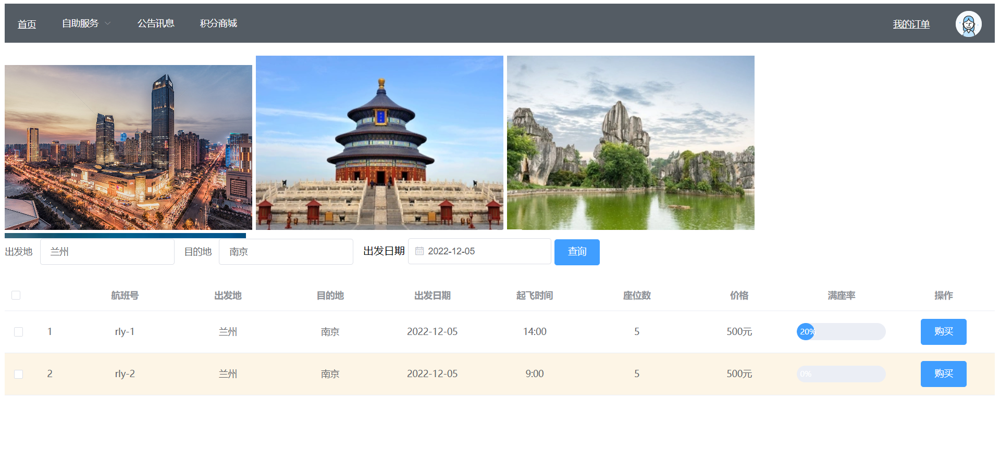 首页 自助服务 公告讯息 积分商城 我的订单
出发地 兰州 目的地 南京 出发日期 2022-12-05 查询
航班号 出发地 目的地 出发日期 起飞时间 座位数 价格 满座率 操作
1 rly-1 兰州 南京 2022-12-05 14:00 5 500元 20% 购买
2 rly-2 兰州 南京 2022-12-05 9:00 5 500元 0% 购买